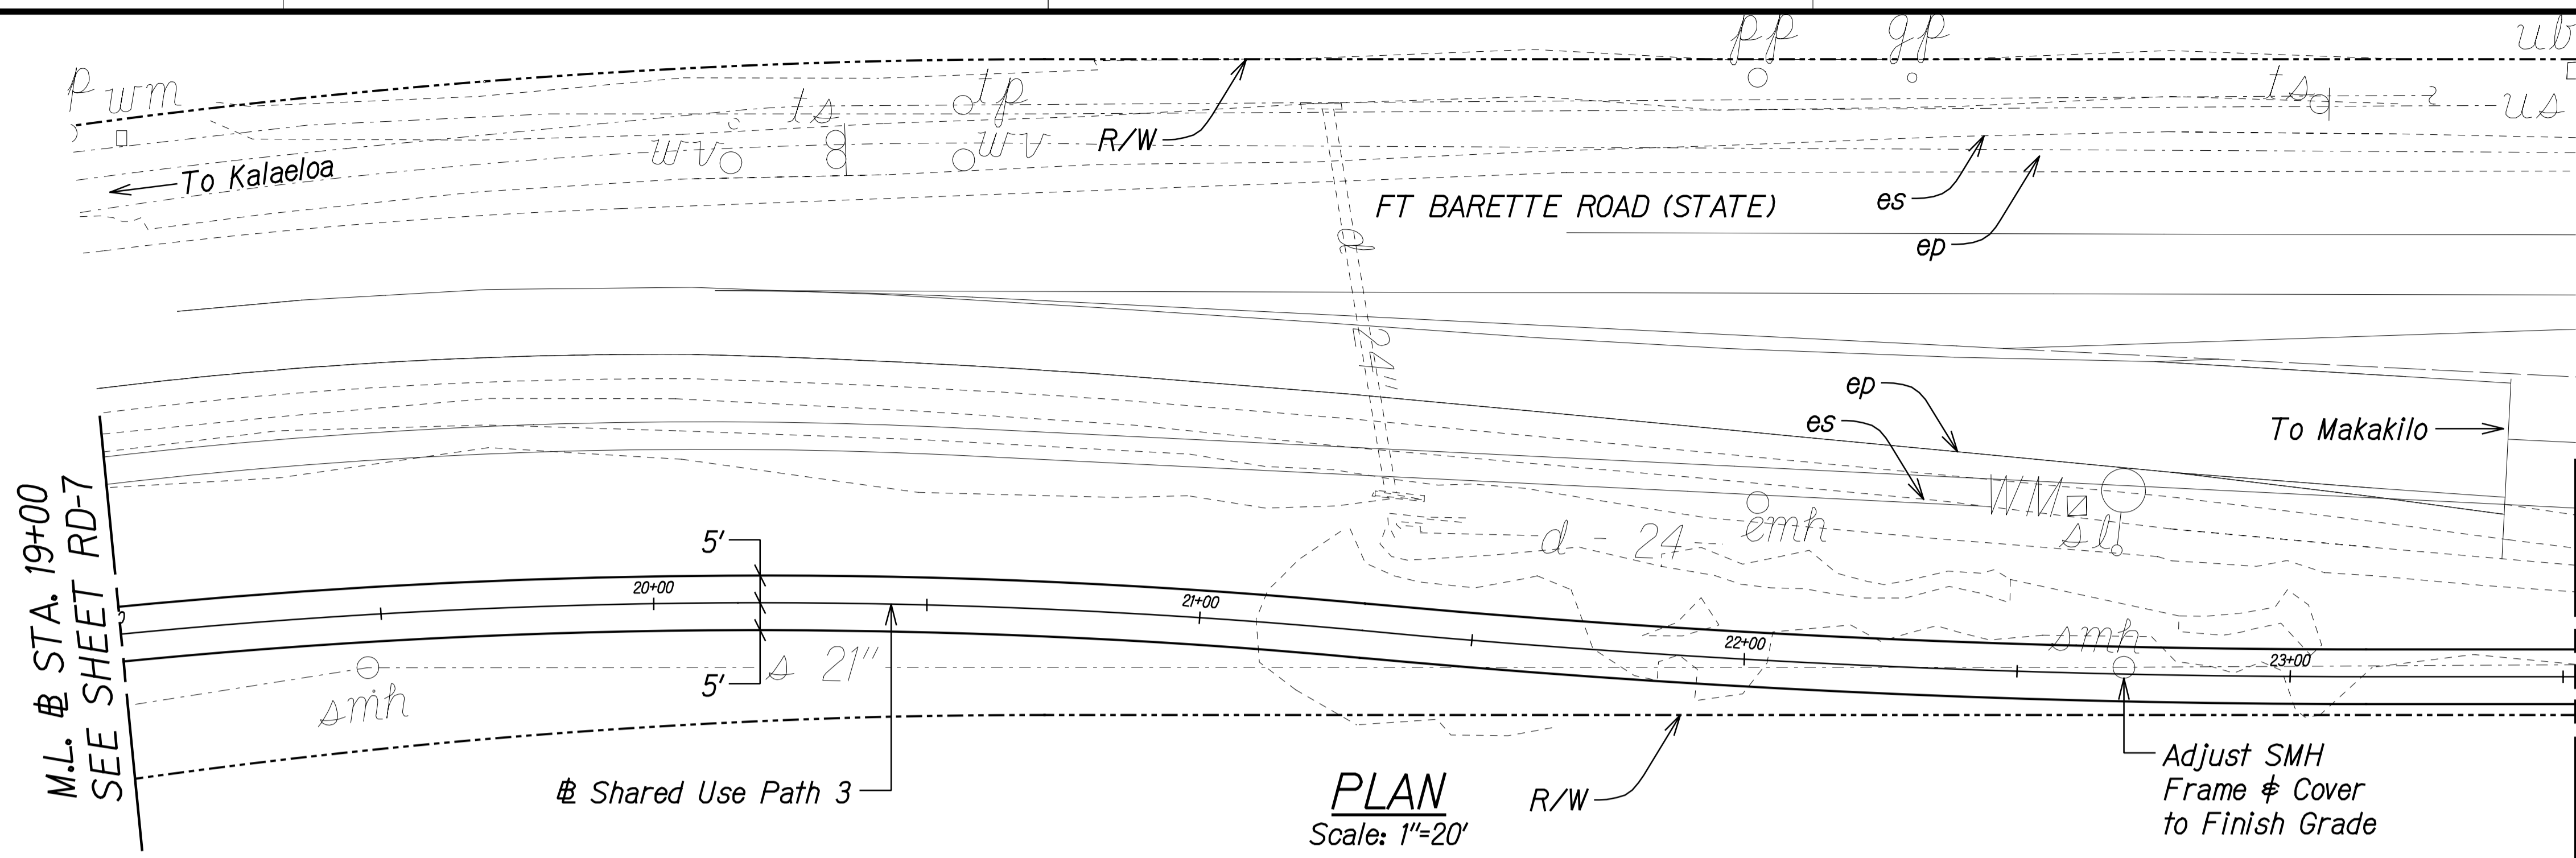 pp
gp
ub
p
wm
ts
tp
ts
us
wv
wv
R/W
To Kalaeloa
FT BARETTE ROAD (STATE)
es
ep
d
24"
ep
es
To Makakilo
WM
emh
sl
d - 24
M.L. ℄ STA. 19+00
SEE SHEET RD-7
5'
20+00
21+00
22+00
23+00
smh
s 21"
5'
smh
℄ Shared Use Path 3
PLAN
Scale: 1"=20'
R/W
Adjust SMH
Frame & Cover
to Finish Grade